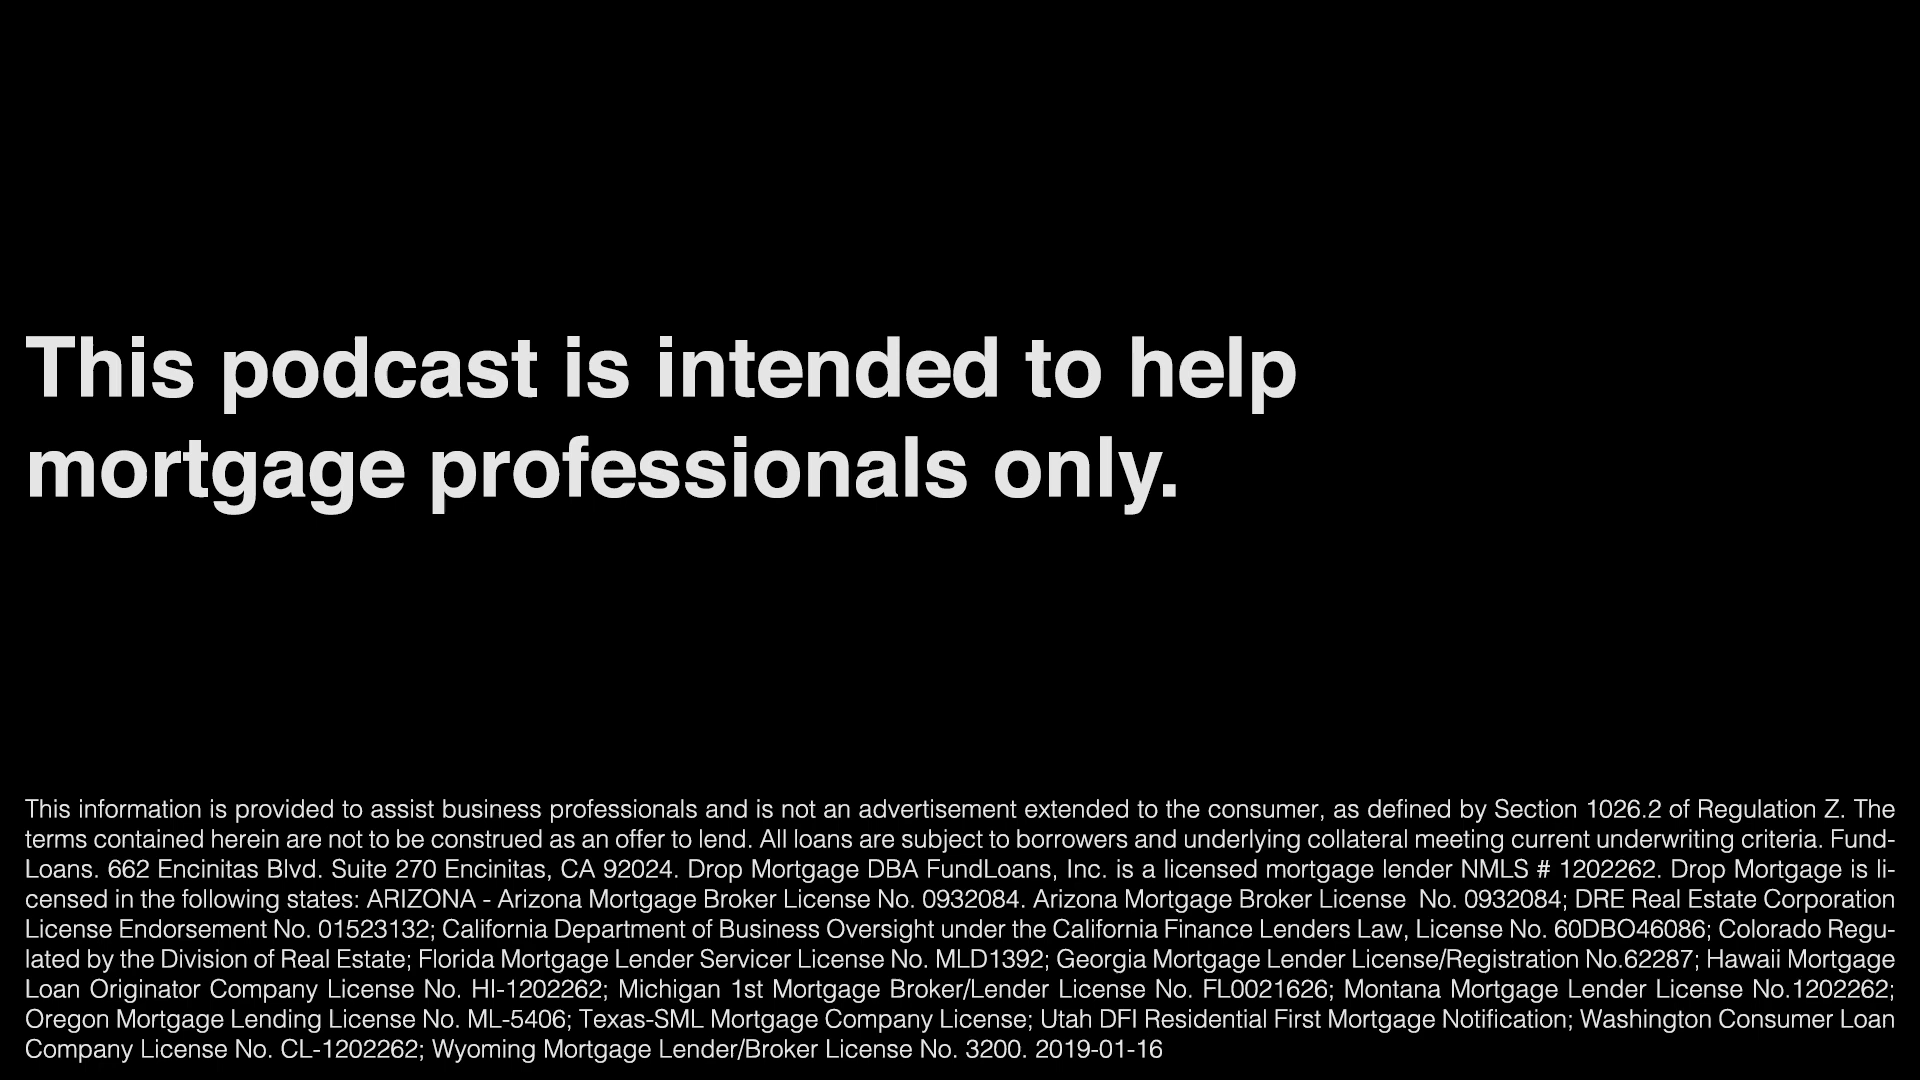 This podcast is intended to help
mortgage professionals only.
This information is provided to assist business professionals and is not an advertisement extended to the consumer, as defined by Section 1026.2 of Regulation Z. The
terms contained herein are not to be construed as an offer to lend. All loans are subject to borrowers and underlying collateral meeting current underwriting criteria. Fund-
Loans. 662 Encinitas Blvd. Suite 270 Encinitas, CA 92024. Drop Mortgage DBA FundLoans, Inc. is a licensed mortgage lender NMLS # 1202262. Drop Mortgage is li-
censed in the following states: ARIZONA - Arizona Mortgage Broker License No. 0932084. Arizona Mortgage Broker License  No. 0932084; DRE Real Estate Corporation
License Endorsement No. 01523132; California Department of Business Oversight under the California Finance Lenders Law, License No. 60DBO46086; Colorado Regu-
lated by the Division of Real Estate; Florida Mortgage Lender Servicer License No. MLD1392; Georgia Mortgage Lender License/Registration No.62287; Hawaii Mortgage
Loan Originator Company License No. HI-1202262; Michigan 1st Mortgage Broker/Lender License No. FL0021626; Montana Mortgage Lender License No.1202262;
Oregon Mortgage Lending License No. ML-5406; Texas-SML Mortgage Company License; Utah DFI Residential First Mortgage Notification; Washington Consumer Loan
Company License No. CL-1202262; Wyoming Mortgage Lender/Broker License No. 3200. 2019-01-16